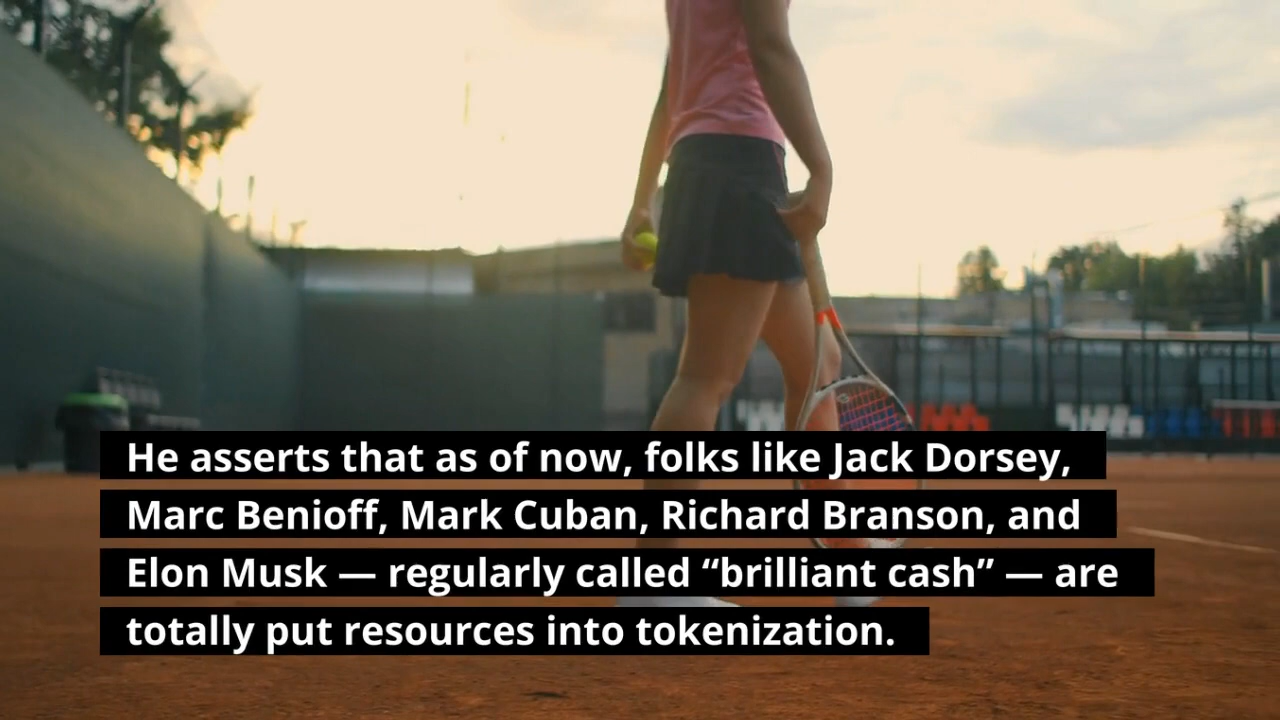 He asserts that as of now, folks like Jack Dorsey,
Marc Benioff, Mark Cuban, Richard Branson, and
Elon Musk — regularly called “brilliant cash” — are
totally put resources into tokenization.